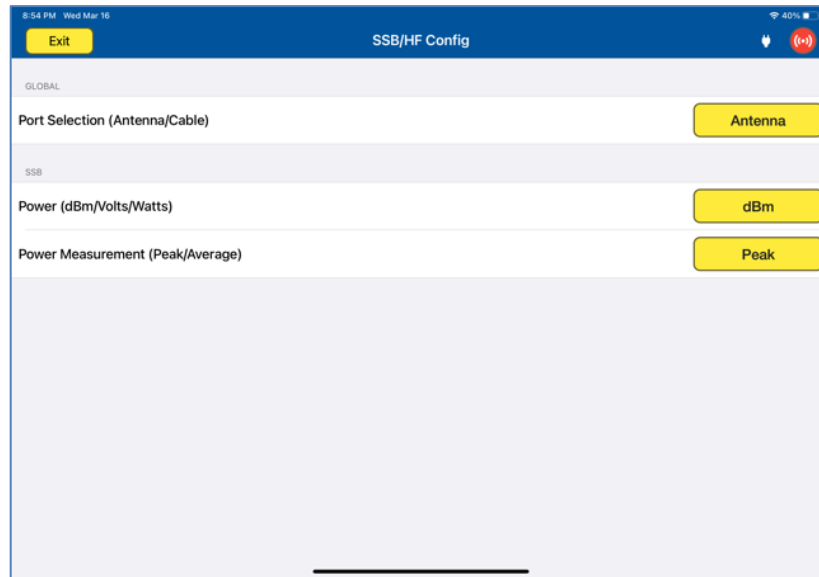 8:54 PM Wed Mar 16 40%
Exit SSB/HF Config
GLOBAL
Port Selection (Antenna/Cable) Antenna
SSB
Power (dBm/Volts/Watts) dBm
Power Measurement (Peak/Average) Peak